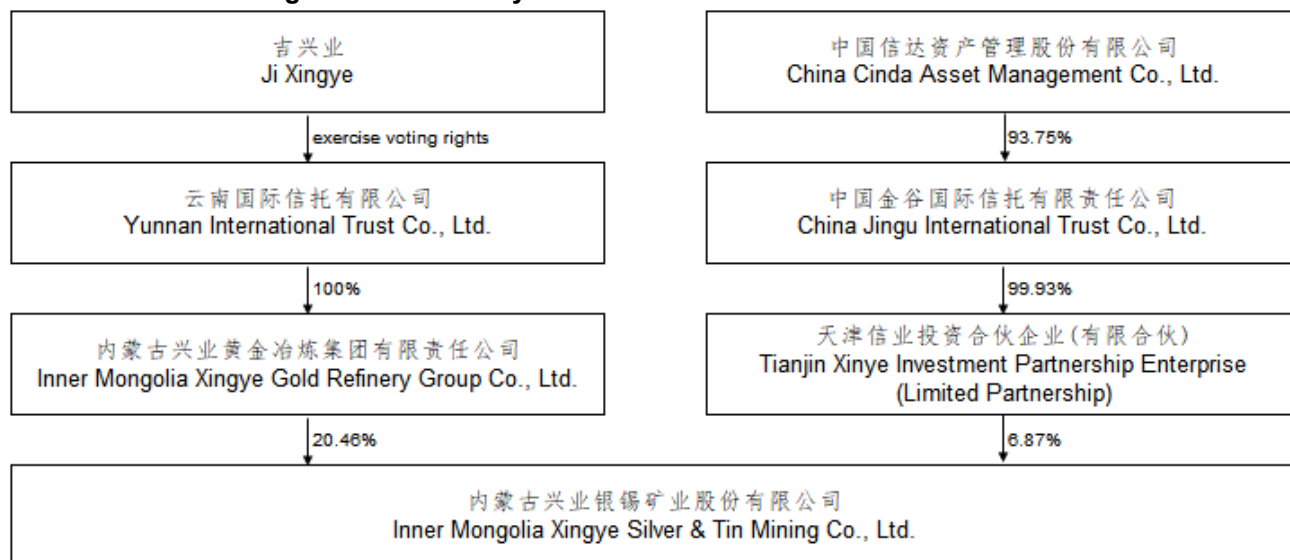 吉兴业
Ji Xingye
中国信达资产管理股份有限公司
China Cinda Asset Management Co., Ltd.
exercise voting rights
93.75%
云南国际信托有限公司
Yunnan International Trust Co., Ltd.
中国金谷国际信托有限责任公司
China Jingu International Trust Co., Ltd.
100%
99.93%
内蒙古兴业黄金冶炼集团有限责任公司
Inner Mongolia Xingye Gold Refinery Group Co., Ltd.
天津信业投资合伙企业(有限合伙)
Tianjin Xinye Investment Partnership Enterprise
(Limited Partnership)
20.46%
6.87%
内蒙古兴业银锡矿业股份有限公司
Inner Mongolia Xingye Silver & Tin Mining Co., Ltd.